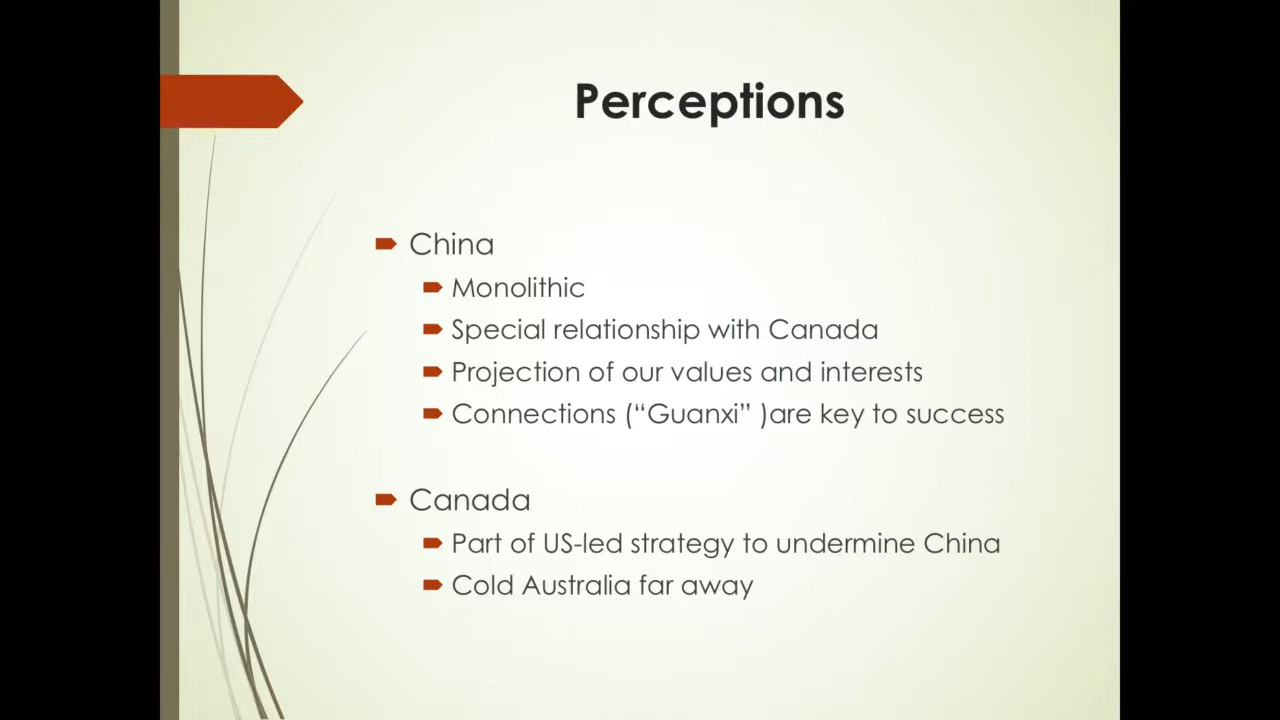 Perceptions
China
Monolithic
Special relationship with Canada
Projection of our values and interests
Connections (“Guanxi” )are key to success
Canada
Part of US-led strategy to undermine China
Cold Australia far away